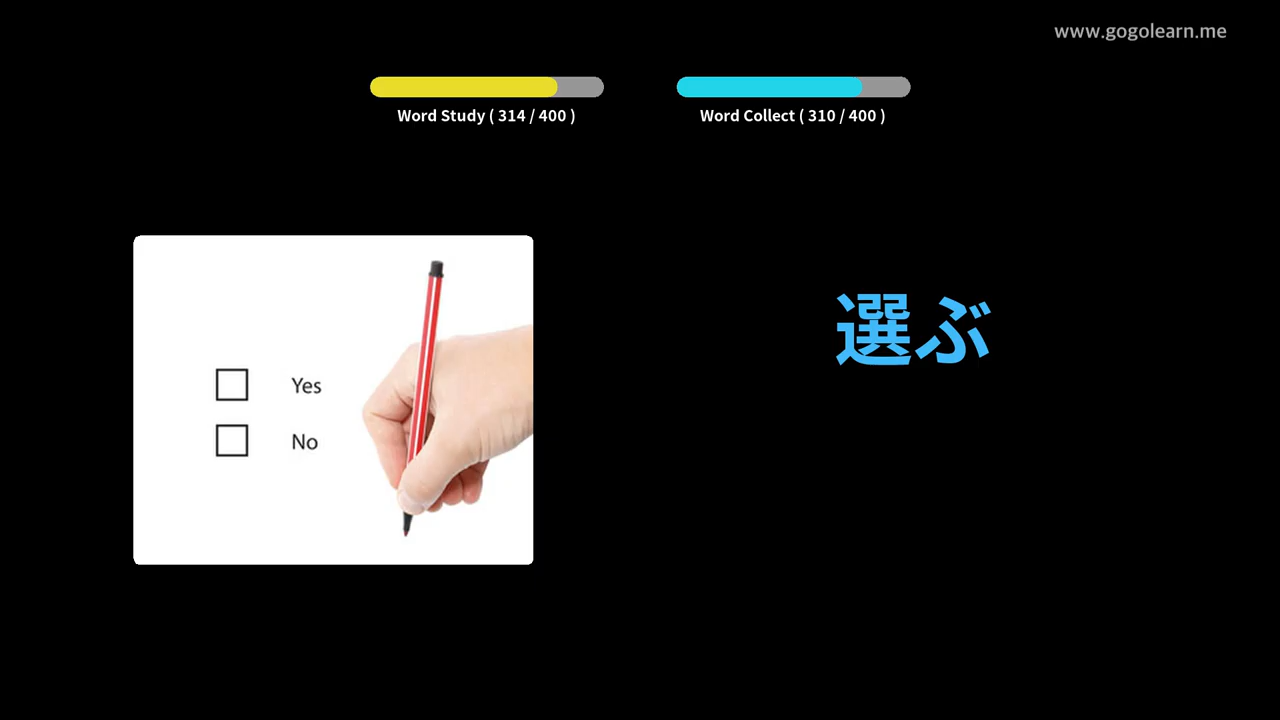 www.gogolearn.me
Word Study ( 314 / 400 )
Word Collect ( 310 / 400 )
選ぶ
Yes
No